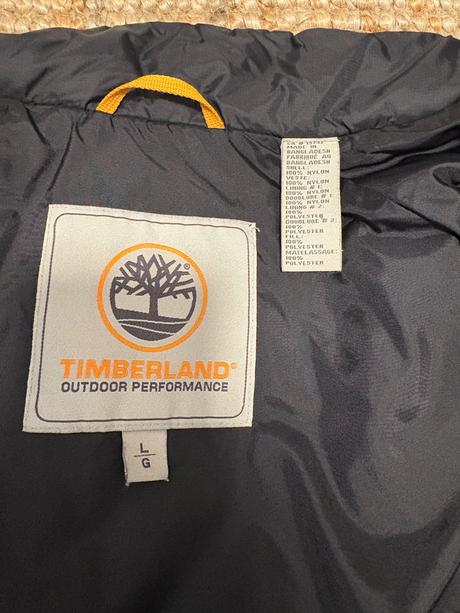 MADE IN
BANGLADESH
FABRIQUE AU
BANGLADESH
SHELL:
100% NYLON
VESTE:
100% NYLON
LINING # 1:
100% NYLON
DOUBLURE # 1:
100% NYLON
LINING # 2:
100%
POLYESTER
DOUBLURE # 2:
100%
POLYESTER
FILL:
100%
POLYESTER
MATELASSAGE:
100%
POLYESTER
®
TIMBERLAND®
OUTDOOR PERFORMANCE
L
G